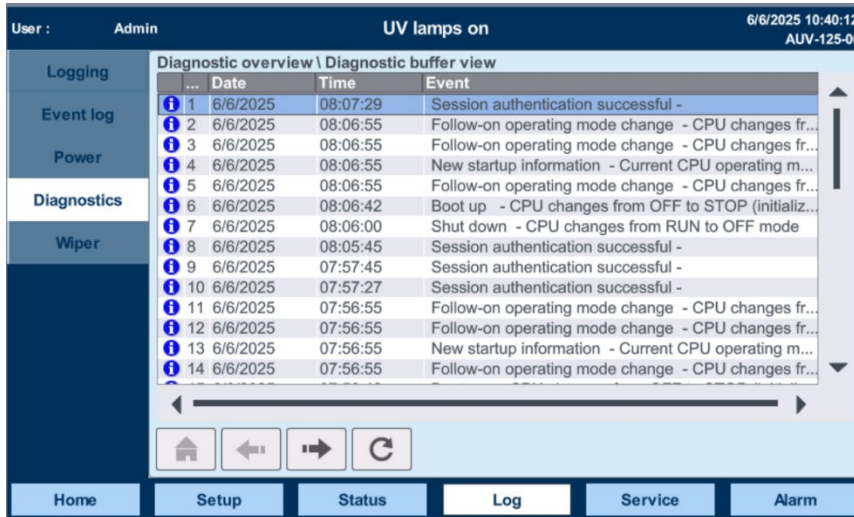 User : Admin UV lamps on 6/6/2025 10:40:12
AUV-125-0
Logging
Event log
Power
Diagnostics
Wiper
Diagnostic overview \ Diagnostic buffer view
... Date Time Event
1 6/6/2025 08:07:29 Session authentication successful -
2 6/6/2025 08:06:55 Follow-on operating mode change - CPU changes fr...
3 6/6/2025 08:06:55 Follow-on operating mode change - CPU changes fr...
4 6/6/2025 08:06:55 New startup information - Current CPU operating m...
5 6/6/2025 08:06:55 Follow-on operating mode change - CPU changes fr...
6 6/6/2025 08:06:42 Boot up - CPU changes from OFF to STOP (initializ...
7 6/6/2025 08:06:00 Shut down - CPU changes from RUN to OFF mode
8 6/6/2025 08:05:45 Session authentication successful -
9 6/6/2025 07:57:45 Session authentication successful -
10 6/6/2025 07:57:27 Session authentication successful -
11 6/6/2025 07:56:55 Follow-on operating mode change - CPU changes fr...
12 6/6/2025 07:56:55 Follow-on operating mode change - CPU changes fr...
13 6/6/2025 07:56:55 New startup information - Current CPU operating m...
14 6/6/2025 07:56:55 Follow-on operating mode change - CPU changes fr...
Home Setup Status Log Service Alarm